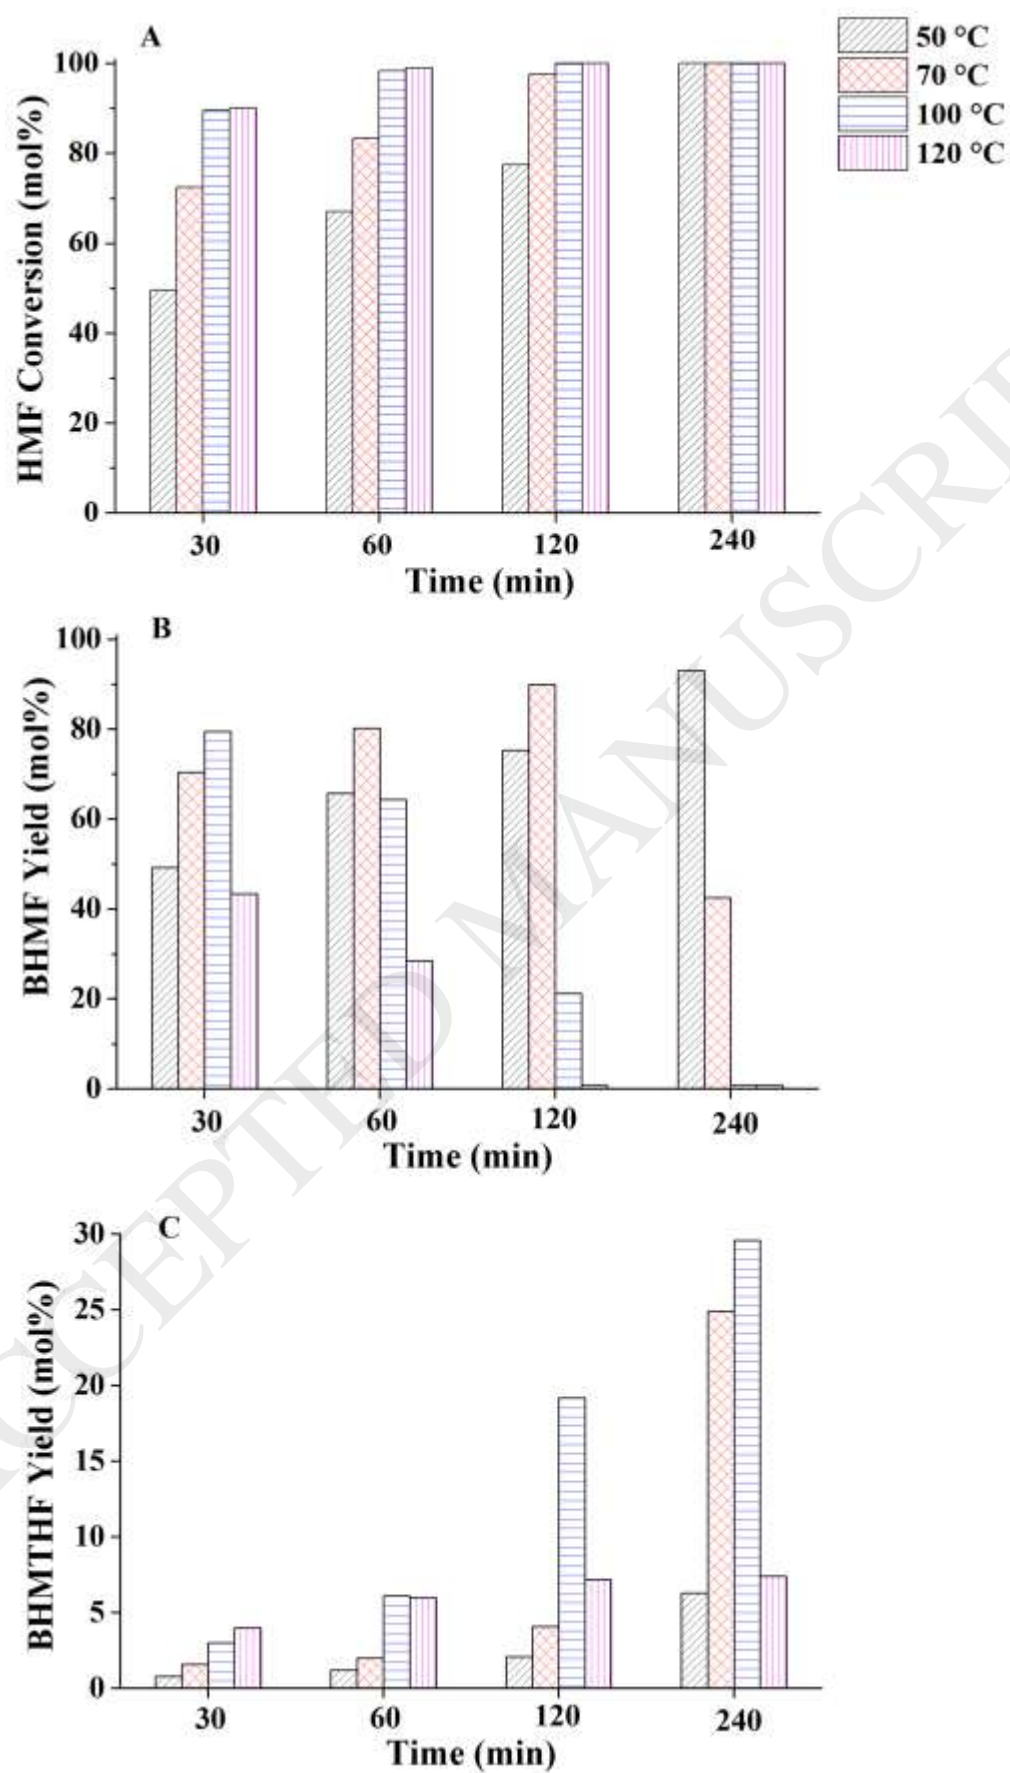 A
50 °C
70 °C
100 °C
120 °C
HMF Conversion (mol%)
100
80
60
40
20
0
30 60 120 240
Time (min)
B
BHMF Yield (mol%)
100
80
60
40
20
0
30 60 120 240
Time (min)
C
BHMTHF Yield (mol%)
30
25
20
15
10
5
0
30 60 120 240
Time (min)
ACCEPTED MANUSCRIPT